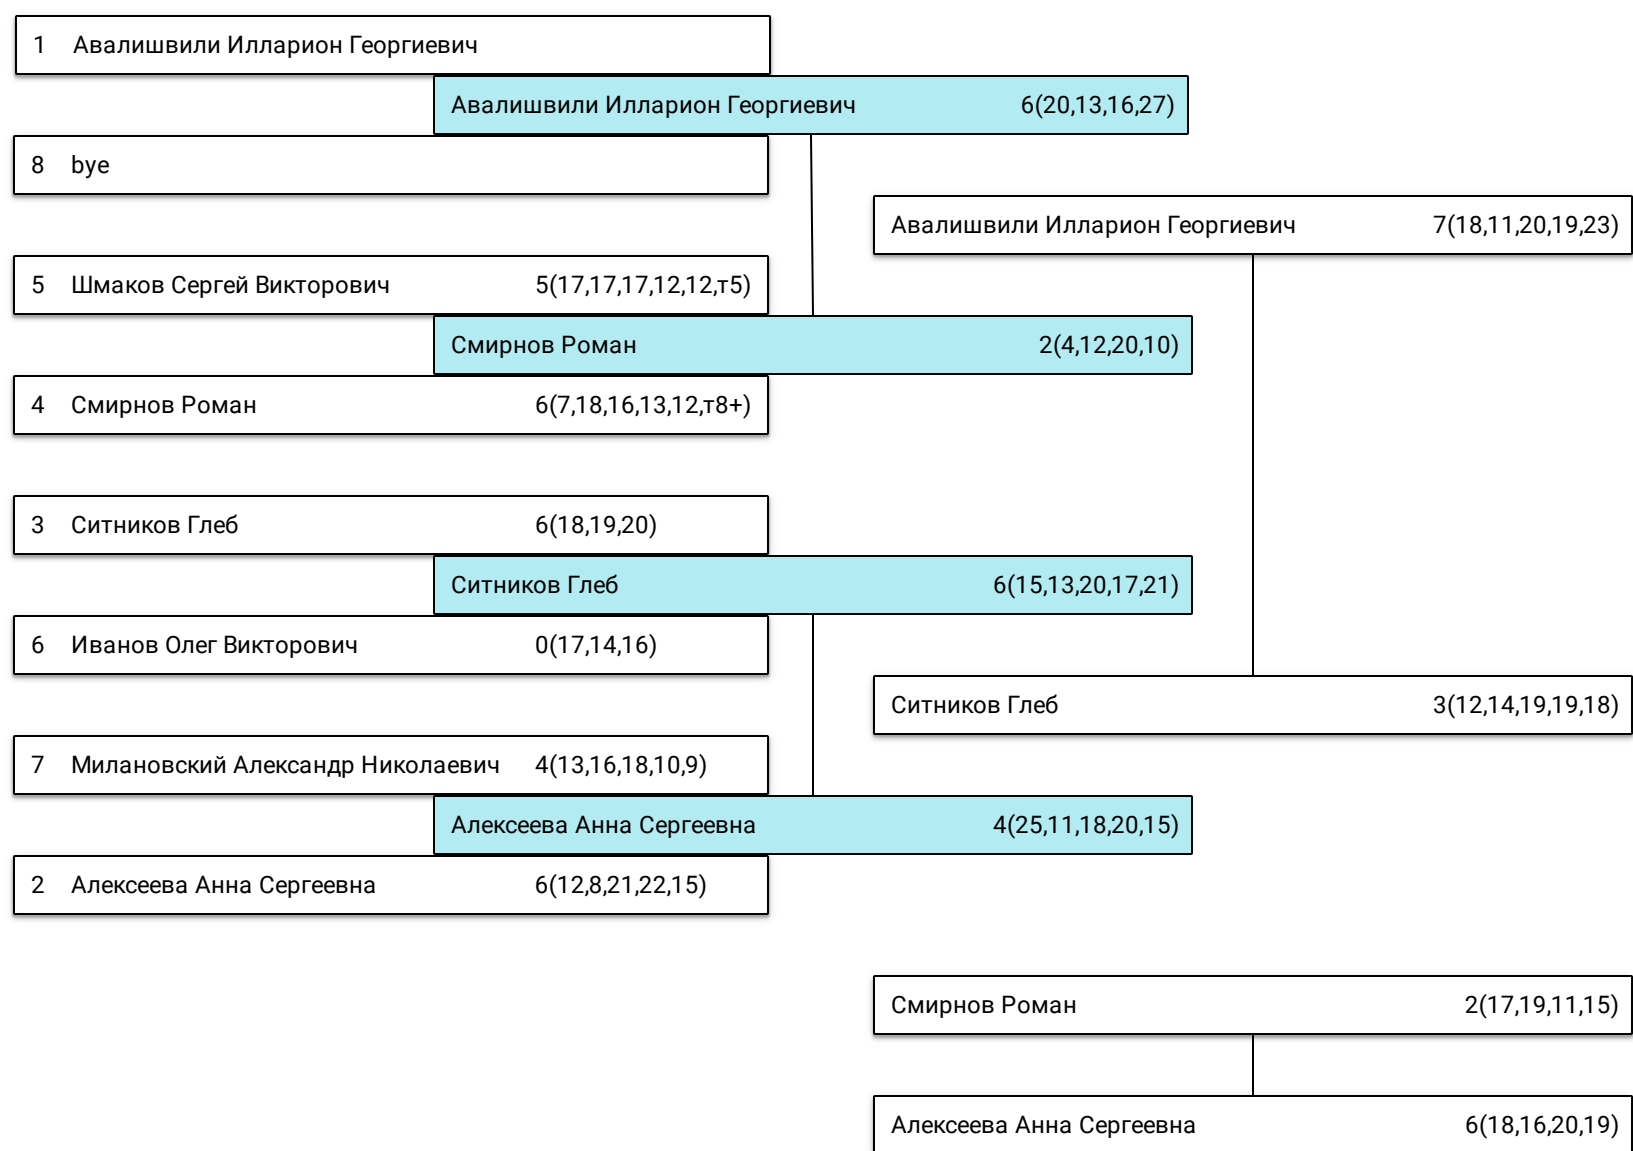 1 Авалишвили Илларион Георгиевич
Авалишвили Илларион Георгиевич 6(20,13,16,27)
8 bye
Авалишвили Илларион Георгиевич 7(18,11,20,19,23)
5 Шмаков Сергей Викторович 5(17,17,17,12,12,т5)
Смирнов Роман 2(4,12,20,10)
4 Смирнов Роман 6(7,18,16,13,12,т8+)
3 Ситников Глеб 6(18,19,20)
Ситников Глеб 6(15,13,20,17,21)
6 Иванов Олег Викторович 0(17,14,16)
Ситников Глеб 3(12,14,19,19,18)
7 Милановский Александр Николаевич 4(13,16,18,10,9)
Алексеева Анна Сергеевна 4(25,11,18,20,15)
2 Алексеева Анна Сергеевна 6(12,8,21,22,15)
Смирнов Роман 2(17,19,11,15)
Алексеева Анна Сергеевна 6(18,16,20,19)